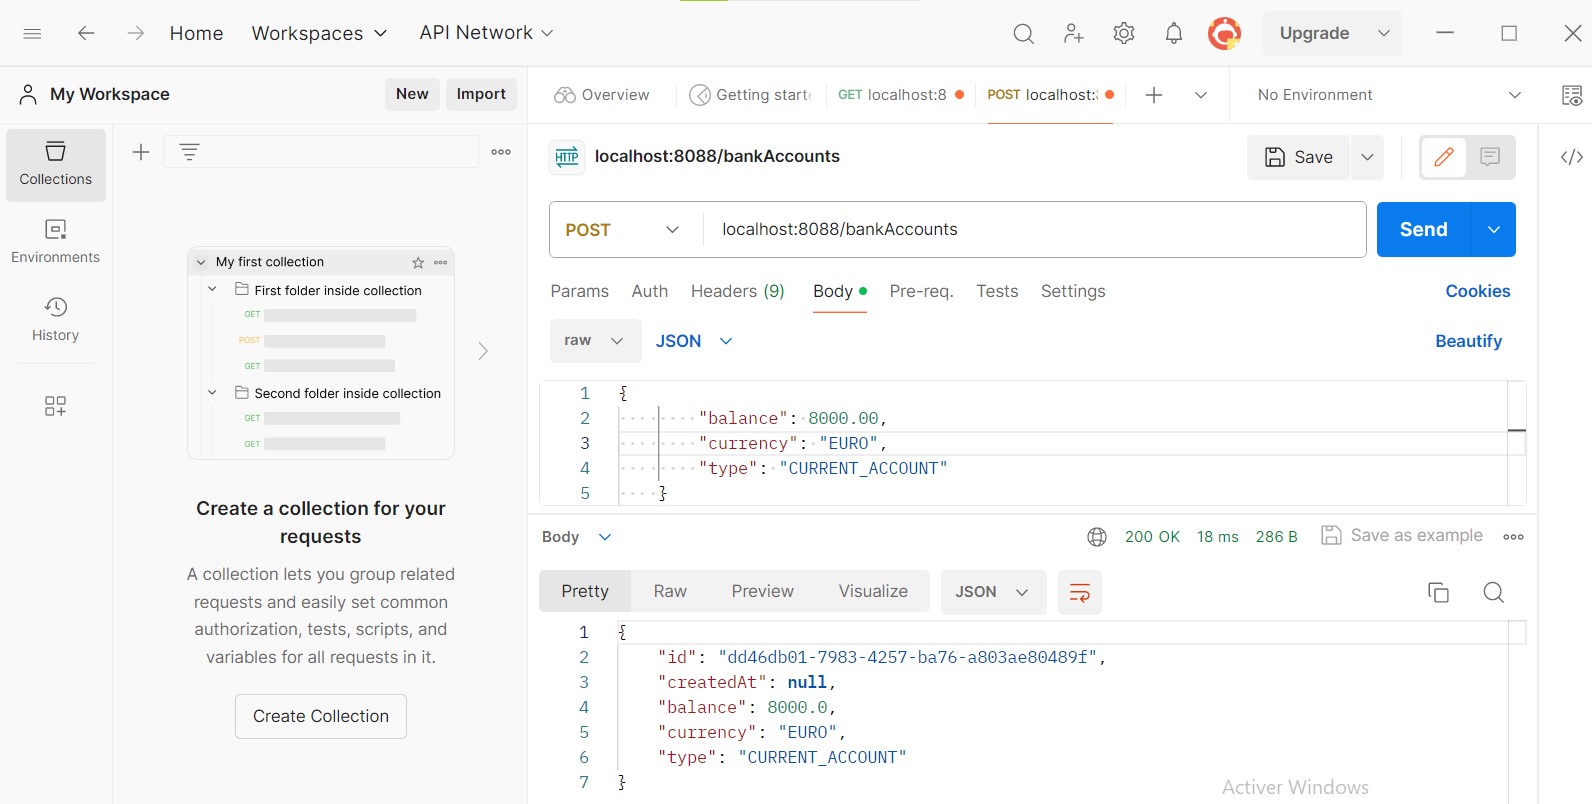 Home Workspaces API Network Upgrade
My Workspace New Import
Overview Getting start GET localhost:8 POST localhost: No Environment
Collections
Environments
History
My first collection
First folder inside collection
GET
POST
GET
Second folder inside collection
GET
GET
Create a collection for your
requests
A collection lets you group related
requests and easily set common
authorization, tests, scripts, and
variables for all requests in it.
Create Collection
HTTP localhost:8088/bankAccounts Save </>
POST localhost:8088/bankAccounts Send
Params Auth Headers (9) Body Pre-req. Tests Settings Cookies
raw JSON Beautify
1 {
2 "balance": 8000.00,
3 "currency": "EURO",
4 "type": "CURRENT_ACCOUNT"
5 }
Body 200 OK 18 ms 286 B Save as example
Pretty Raw Preview Visualize JSON
1 {
2 "id": "dd46db01-7983-4257-ba76-a803ae80489f",
3 "createdAt": null,
4 "balance": 8000.0,
5 "currency": "EURO",
6 "type": "CURRENT_ACCOUNT"
7 }
Activer Windows